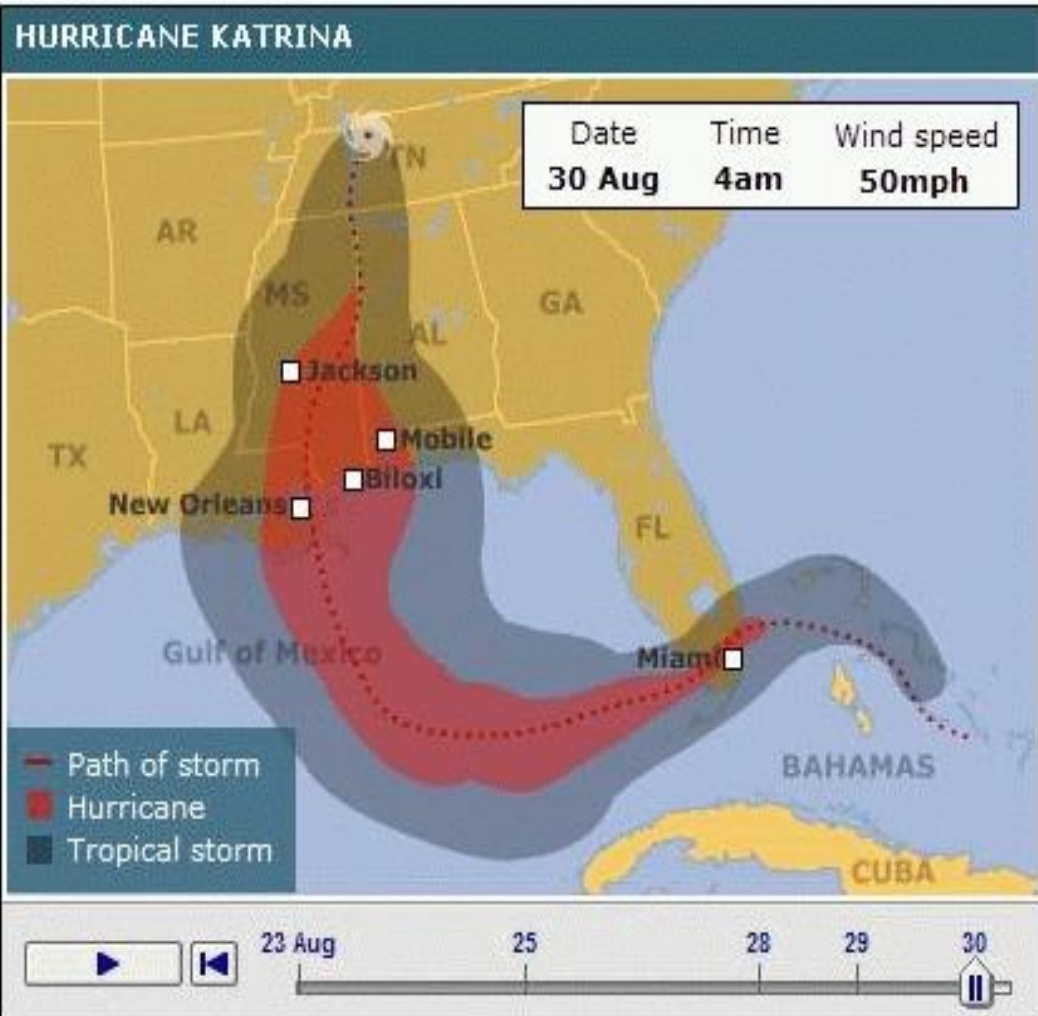 HURRICANE KATRINA
Date Time Wind speed
30 Aug 4am 50mph
TN
AR
MS
GA
AL
Jackson
LA
Mobile
TX
Biloxi
New Orleans
FL
Gulf of Mexico
Miami
Path of storm
BAHAMAS
Hurricane
Tropical storm
CUBA
23 Aug 25 28 29 30